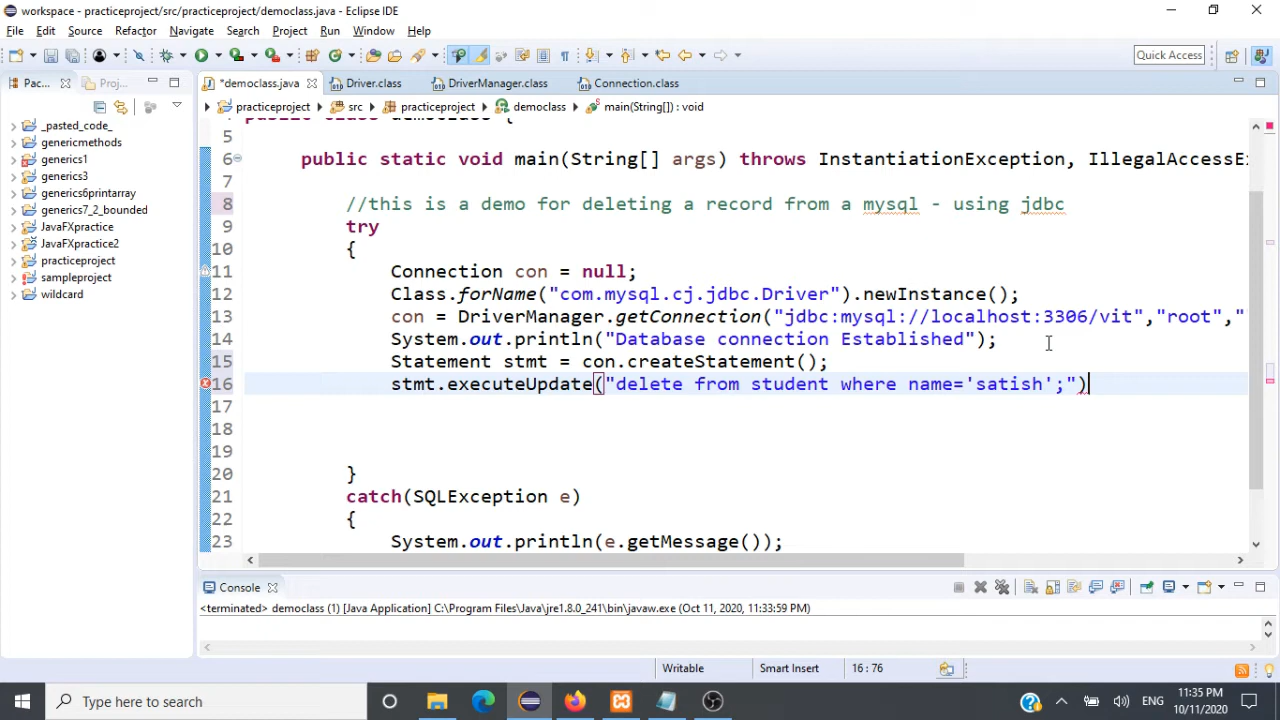 workspace - practiceproject/src/practiceproject/democlass.java - Eclipse IDE
File Edit Source Refactor Navigate Search Project Run Window Help
Quick Access
Pac... Proj... *democlass.java Driver.class DriverManager.class Connection.class
practiceproject src practiceproject democlass main(String[]) : void
_pasted_code_
genericmethods
generics1
generics3
generics6printarray
generics7_2_bounded
JavaFXpractice
JavaFXpractice2
practiceproject
sampleproject
wildcard
5
6 public static void main(String[] args) throws InstantiationException, IllegalAccessE
7
8 //this is a demo for deleting a record from a mysql - using jdbc
9 try
10 {
11 Connection con = null;
12 Class.forName("com.mysql.cj.jdbc.Driver").newInstance();
13 con = DriverManager.getConnection("jdbc:mysql://localhost:3306/vit","root","
14 System.out.println("Database connection Established");
15 Statement stmt = con.createStatement();
16 stmt.executeUpdate("delete from student where name='satish';")
17
18
19
20 }
21 catch(SQLException e)
22 {
23 System.out.println(e.getMessage());
Console
<terminated> democlass (1) [Java Application] C:\Program Files\Java\jre1.8.0_241\bin\javaw.exe (Oct 11, 2020, 11:33:59 PM)
Writable Smart Insert 16 : 76
Type here to search
ENG
11:35 PM
10/11/2020